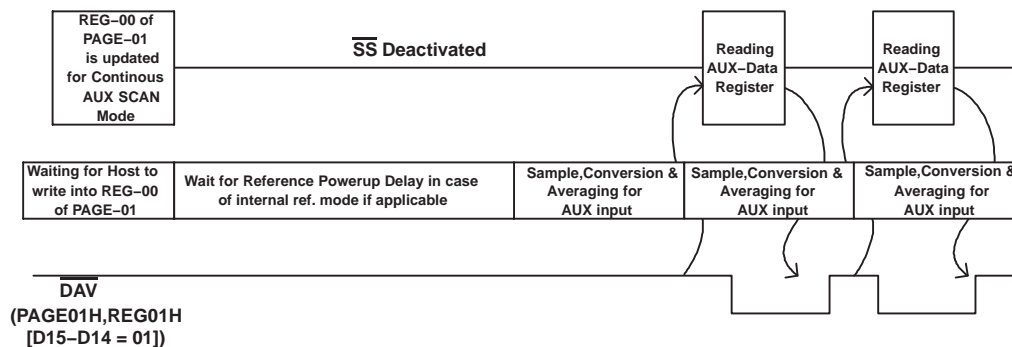 REG–00 of
PAGE–01
is updated
for Continous
AUX SCAN
Mode
SS Deactivated
Reading
AUX–Data
Register
Reading
AUX–Data
Register
Waiting for Host to
write into REG–00
of PAGE–01
Wait for Reference Powerup Delay in case
of internal ref. mode if applicable
Sample,Conversion &
Averaging for
AUX input
Sample,Conversion &
Averaging for
AUX input
Sample,Conversion &
Averaging for
AUX input
DAV
(PAGE01H,REG01H
[D15–D14 = 01])